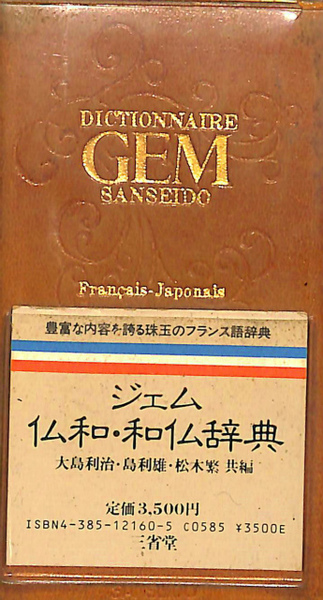 DICTIONNAIRE
GEM
SANSEIDO
Français-Japonais
豊富な内容を誇る珠玉のフランス語辞典
ジェム
仏和・和仏辞典
大島利治・島利雄・松木繁 共編
定価3,500円
ISBN4-385-12160-5 C0585 ¥3500E
三省堂